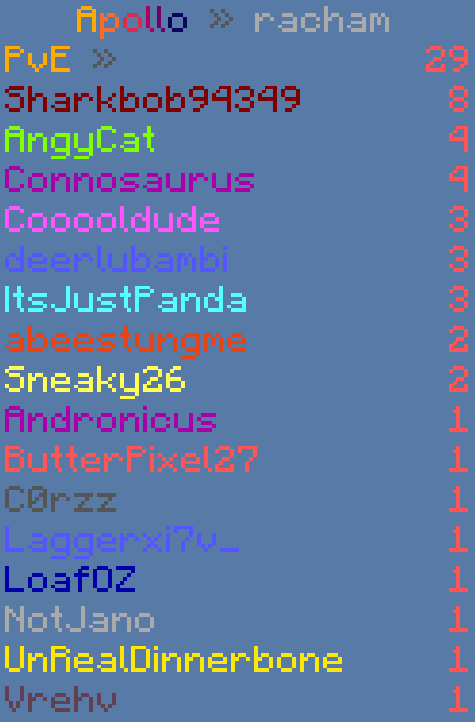 Apollo » racham
PvE » 29
Sharkbob94349 8
AngyCat 4
Connosaurus 4
Cooooldude 3
deerlubambi 3
ItsJustPanda 3
abeestungme 2
Sneaky26 2
Andronicus 1
ButterPixel27 1
C0rzz 1
Laggerxi7v_ 1
LoafOZ 1
NotJano 1
UnRealDinnerbone 1
Vrehv 1